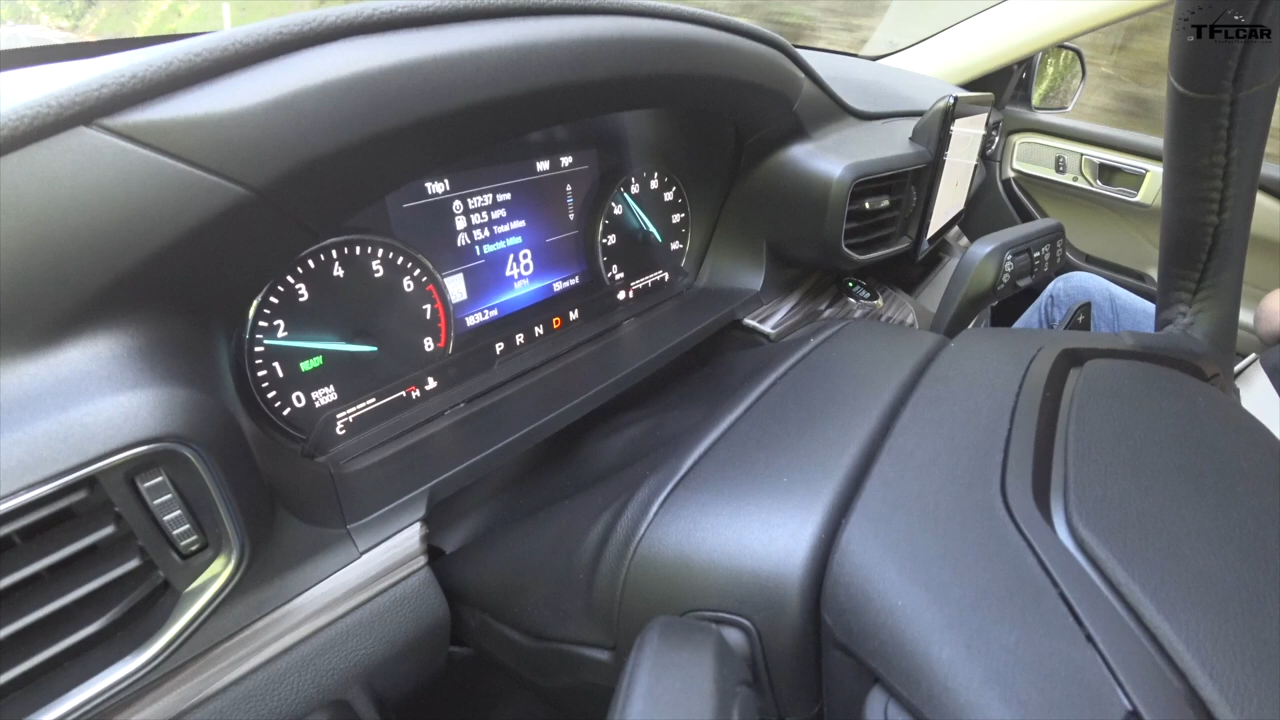 TFLCAR
NW 79°
Trip 1
1:17:37 time
10.5 MPG
15.4 Total Miles
1 Electric Miles
48
MPH
1831.2 mi
151 mi to E
P R N D M
0 1 2 3 4 5 6 7 8
READY
RPM
x1000
H
0 20 40 60 80 100 120 140
E
+